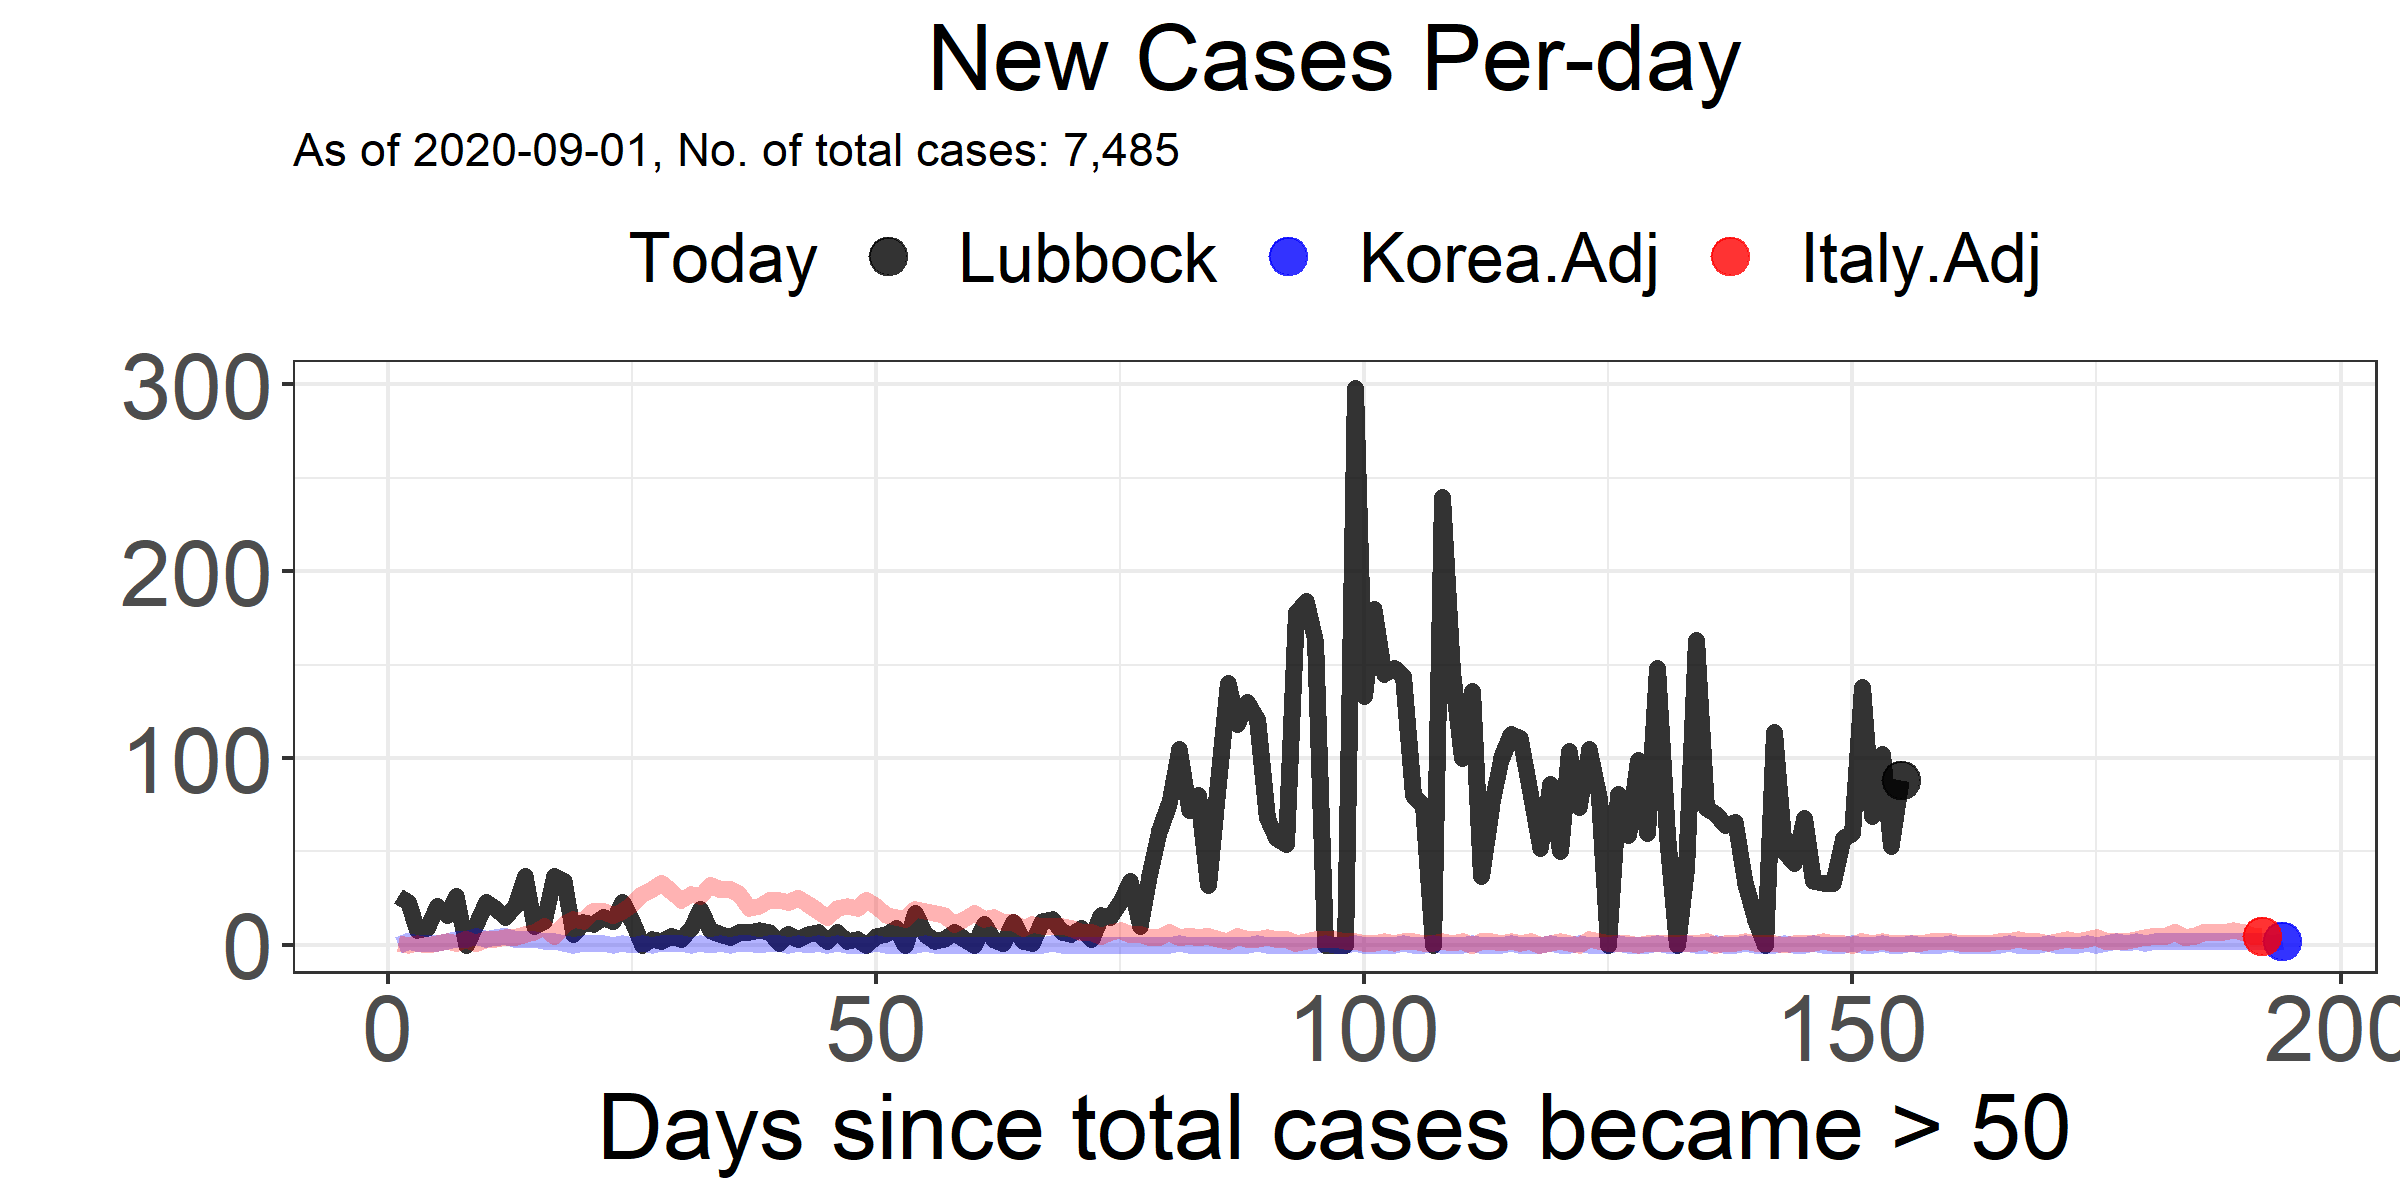 New Cases Per-day
As of 2020-09-01, No. of total cases: 7,485
Today Lubbock Korea.Adj Italy.Adj
300
200
100
0
0 50 100 150 200
Days since total cases became > 50